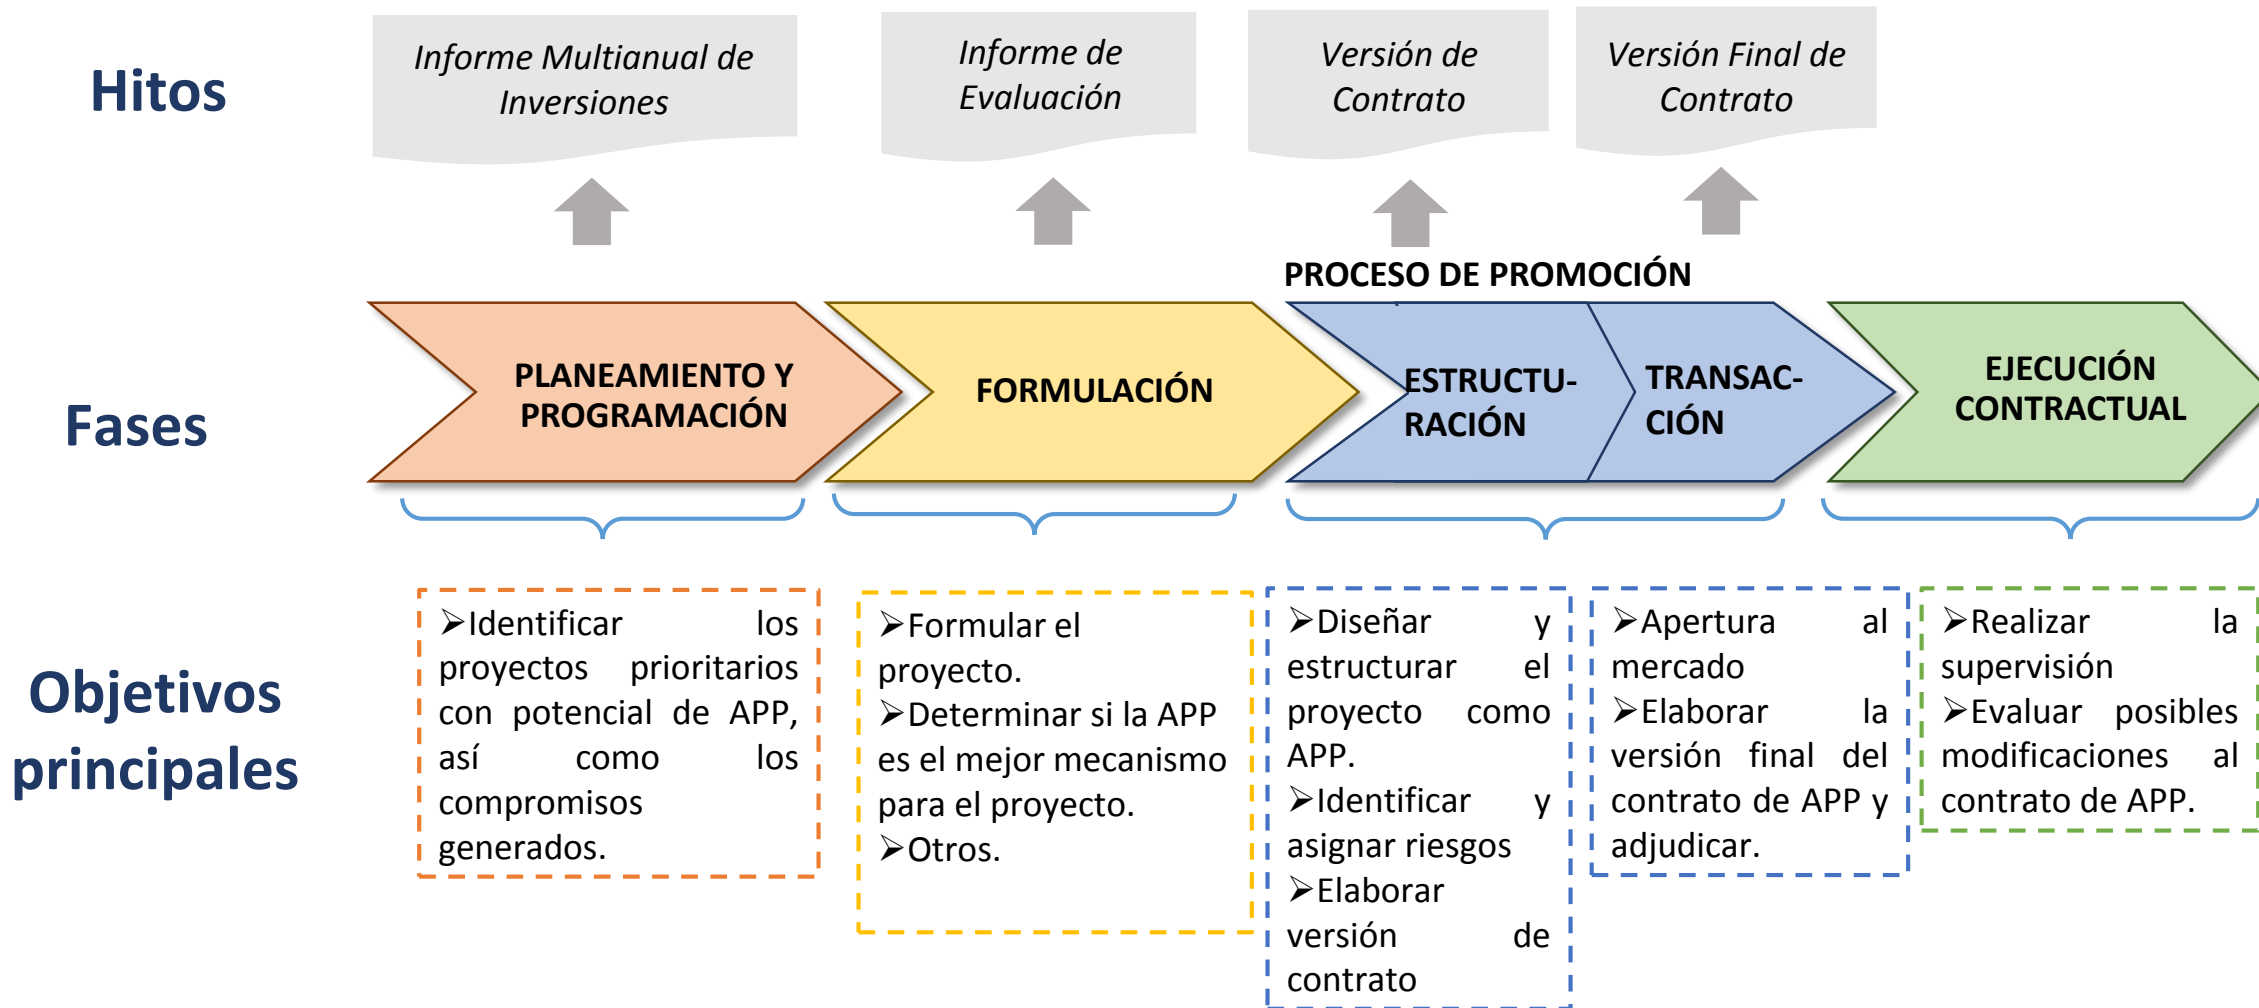 Hitos
Informe Multianual de
Inversiones
Informe de
Evaluación
Versión de
Contrato
Versión Final de
Contrato
Fases
PROCESO DE PROMOCIÓN
PLANEAMIENTO Y
PROGRAMACIÓN
FORMULACIÓN
ESTRUCTU-
RACIÓN
TRANSAC-
CIÓN
EJECUCIÓN
CONTRACTUAL
Objetivos
principales
➢Identificar los
proyectos prioritarios
con potencial de APP,
así como los
compromisos
generados.
➢Formular el
proyecto.
➢Determinar si la APP
es el mejor mecanismo
para el proyecto.
➢Otros.
➢Diseñar y
estructurar el
proyecto como
APP.
➢Identificar y
asignar riesgos
➢Elaborar
versión de
contrato
➢Apertura al
mercado
➢Elaborar la
versión final del
contrato de APP y
adjudicar.
➢Realizar la
supervisión
➢Evaluar posibles
modificaciones al
contrato de APP.